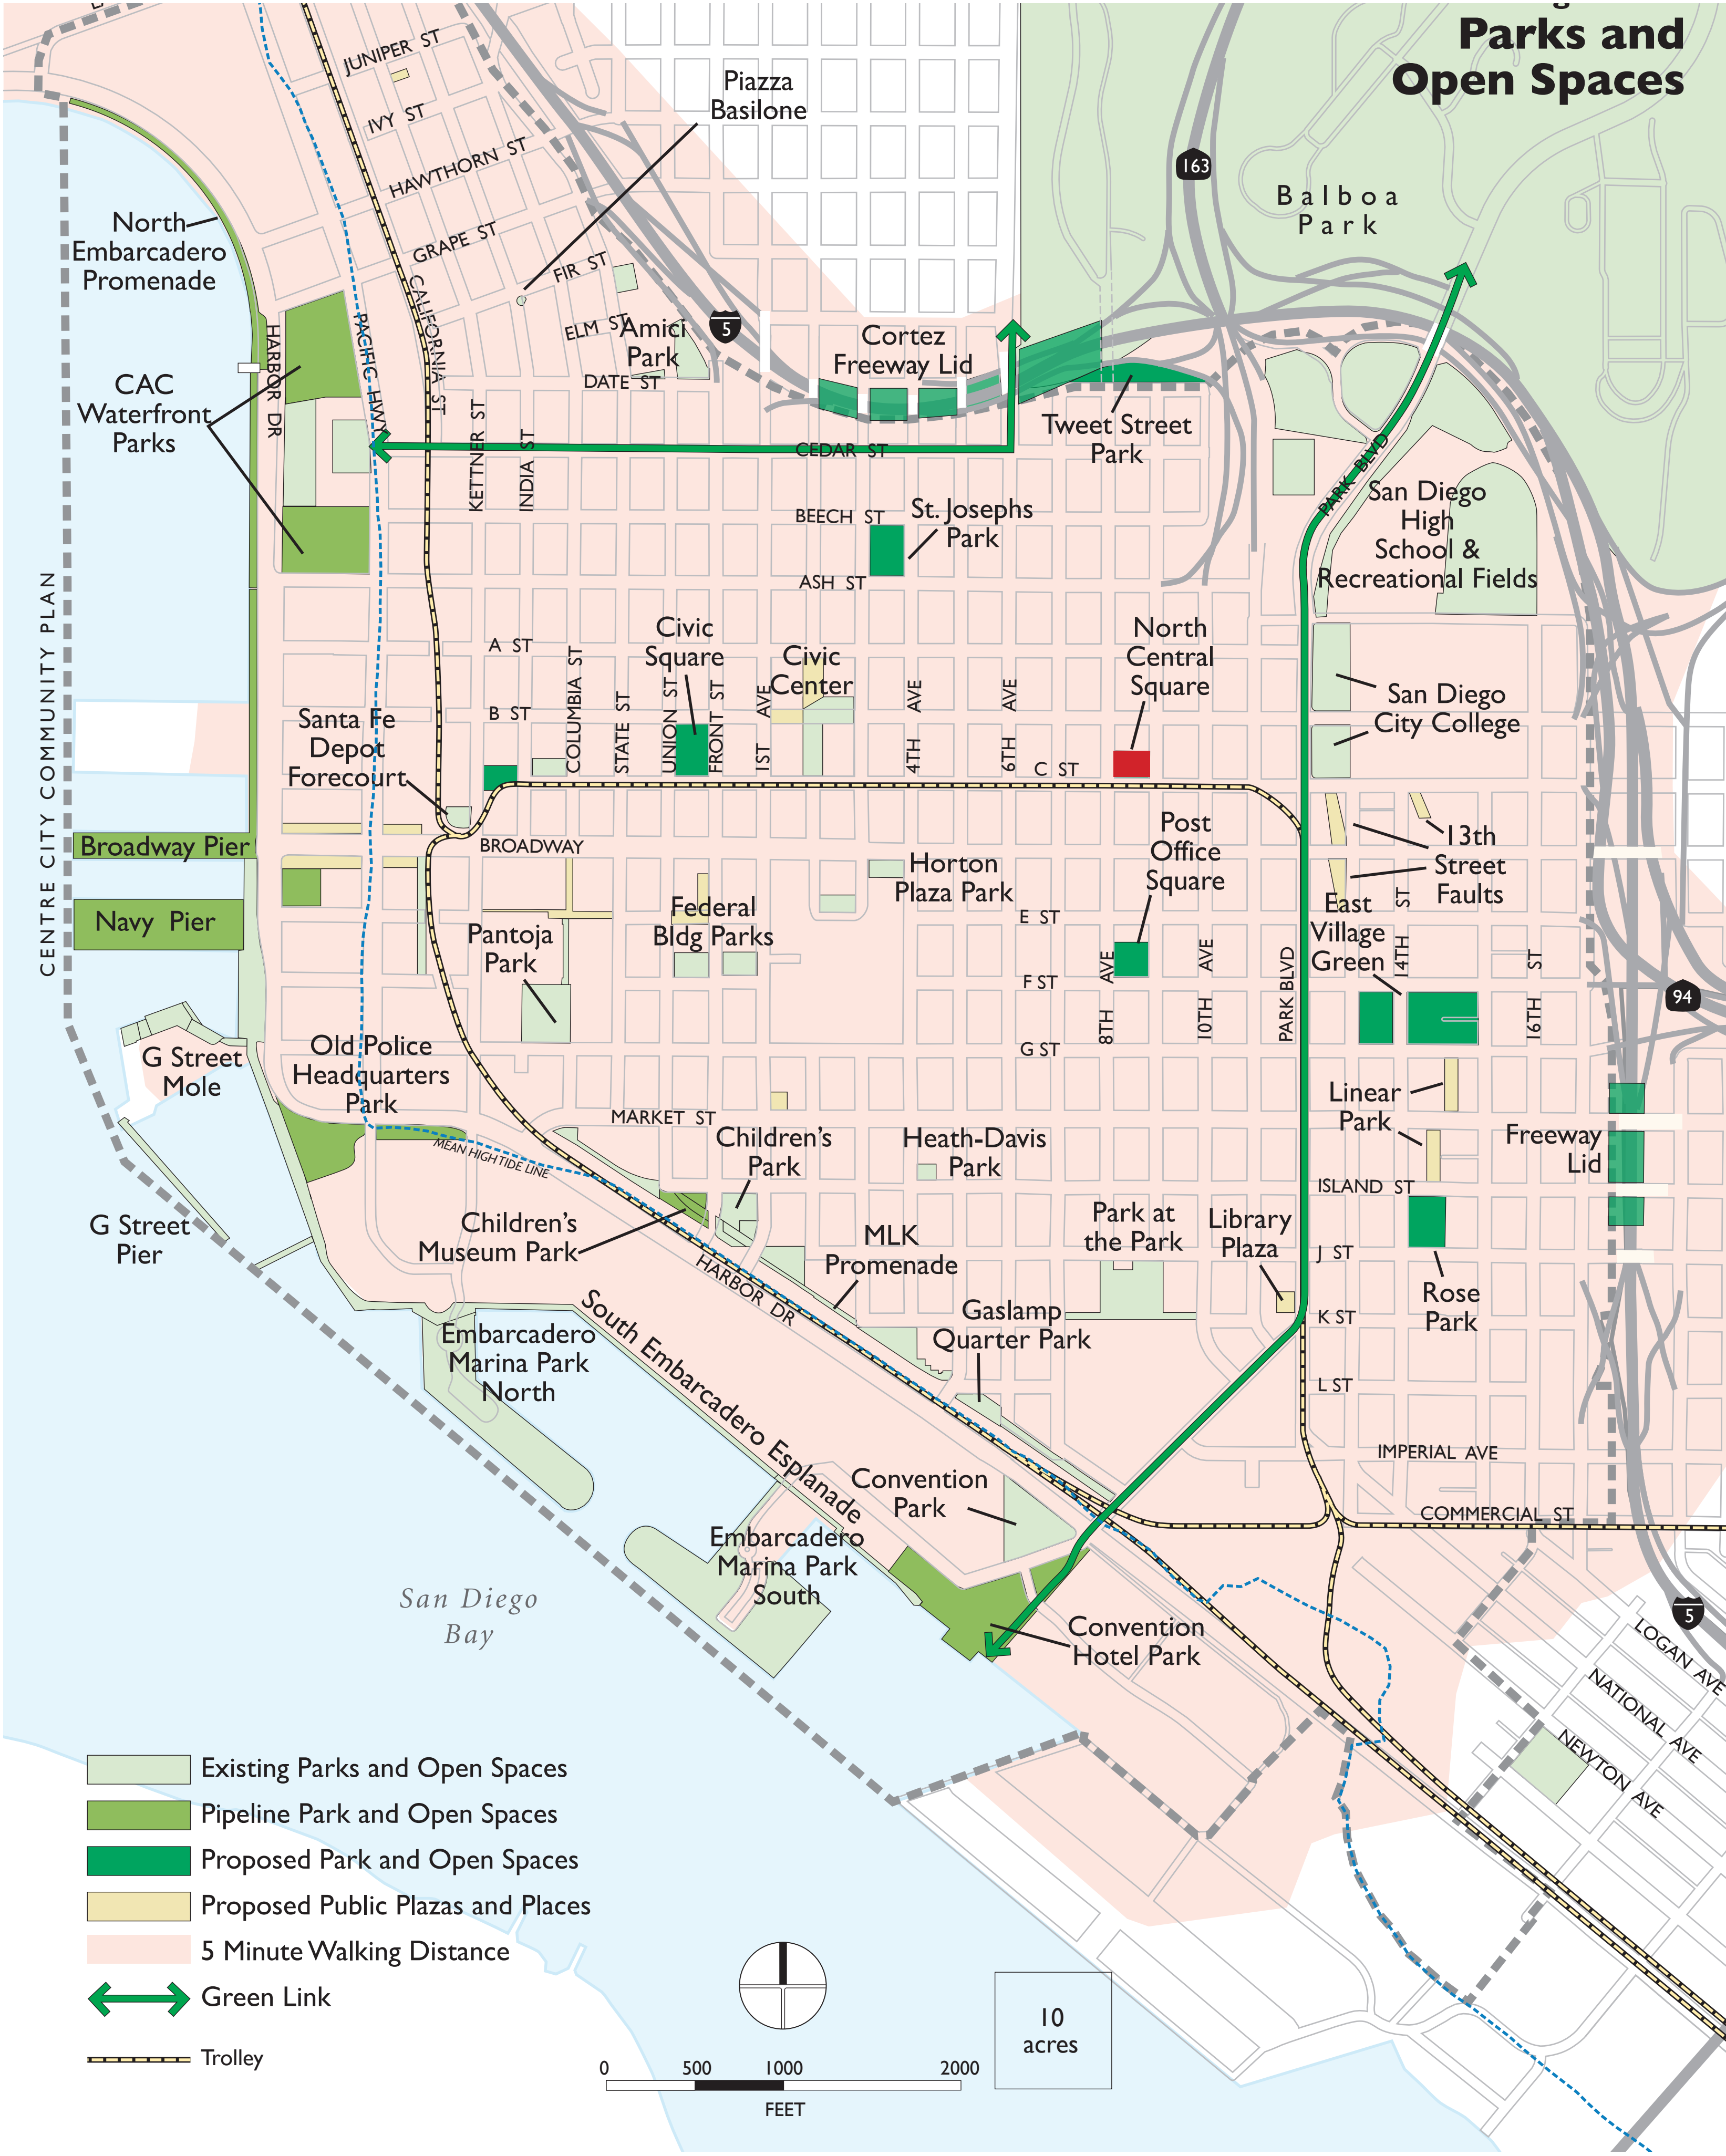 Parks and
Open Spaces
JUNIPER ST
IVY ST
HAWTHORN ST
GRAPE ST
FIR ST
ELM ST
DATE ST
Piazza
Basilone
163
Balboa
Park
North
Embarcadero
Promenade
HARBOR DR
PACIFIC HWY
CALIFORNIA ST
KETTNER ST
INDIA ST
Amici
Park
5
Cortez
Freeway Lid
Tweet Street
Park
CAC
Waterfront
Parks
CEDAR ST
PARK BLVD
BEECH ST
St. Josephs
Park
San Diego
High
School &
Recreational Fields
ASH ST
CENTRE CITY COMMUNITY PLAN
A ST
B ST
COLUMBIA ST
STATE ST
UNION ST
FRONT ST
1ST AVE
4TH AVE
6TH AVE
Civic
Square
Civic
Center
North
Central
Square
San Diego
City College
Santa Fe
Depot
Forecourt
C ST
Broadway Pier
BROADWAY
Navy Pier
Horton
Plaza Park
Post
Office
Square
13th
Street
Faults
East
Village
Green
Federal
Bldg Parks
Pantoja
Park
E ST
F ST
G ST
8TH AVE
10TH AVE
PARK BLVD
14TH ST
16TH ST
94
G Street
Mole
Old Police
Headquarters
Park
MARKET ST
MEAN HIGH TIDE LINE
Children's
Park
Heath-Davis
Park
Linear
Park
Freeway
Lid
ISLAND ST
G Street
Pier
Children's
Museum Park
MLK
Promenade
Park at
the Park
Library
Plaza
J ST
Rose
Park
HARBOR DR
Gaslamp
Quarter Park
K ST
Embarcadero
Marina Park
North
South Embarcadero Esplanade
L ST
IMPERIAL AVE
Convention
Park
COMMERCIAL ST
Embarcadero
Marina Park
South
San Diego
Bay
Convention
Hotel Park
5
LOGAN AVE
NATIONAL AVE
NEWTON AVE
Existing Parks and Open Spaces
Pipeline Park and Open Spaces
Proposed Park and Open Spaces
Proposed Public Plazas and Places
5 Minute Walking Distance
Green Link
Trolley
0 500 1000 2000
FEET
10
acres